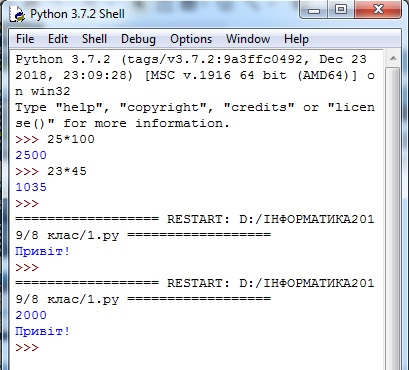 Python 3.7.2 Shell
File Edit Shell Debug Options Window Help
Python 3.7.2 (tags/v3.7.2:9a3ffc0492, Dec 23
2018, 23:09:28) [MSC v.1916 64 bit (AMD64)] o
n win32
Type "help", "copyright", "credits" or "licen
se()" for more information.
>>> 25*100
2500
>>> 23*45
1035
>>>
================== RESTART: D:/ІНФОРМАТИКА201
9/8 клас/1.py ==================
Привіт!
>>>
================== RESTART: D:/ІНФОРМАТИКА201
9/8 клас/1.py ==================
2000
Привіт!
>>>